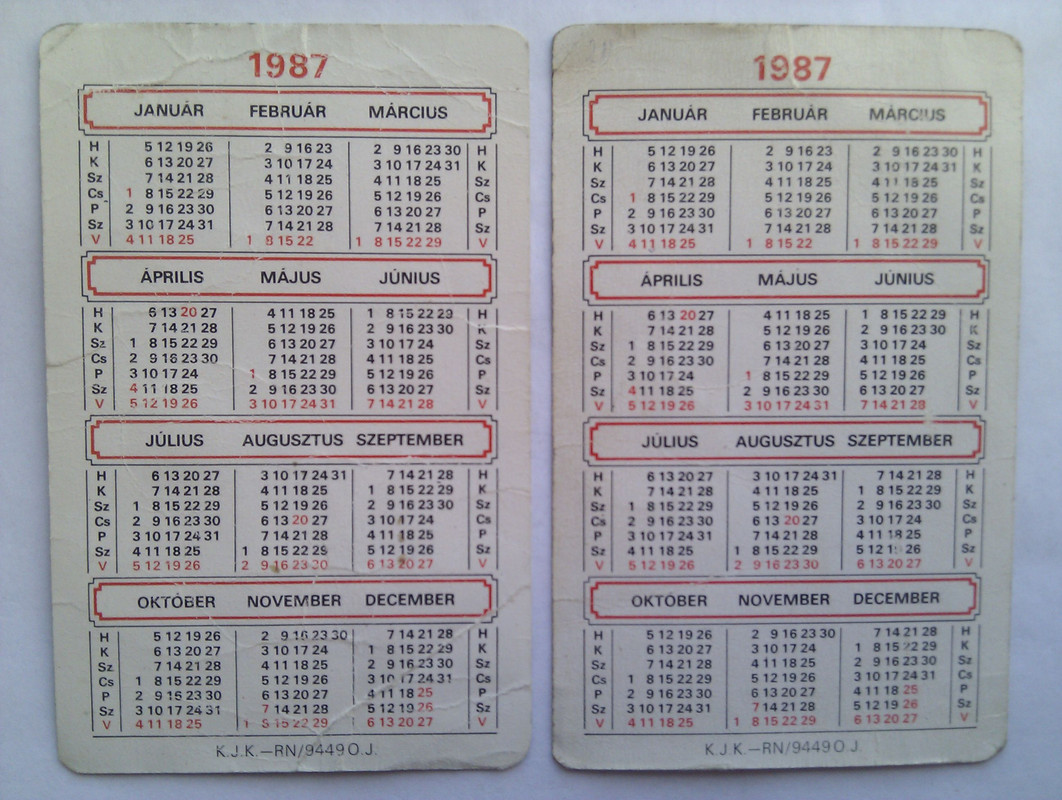 1987
JANUÁR FEBRUÁR MÁRCIUS
H 5 12 19 26 2 9 16 23 2 9 16 23 30 H
K 6 13 20 27 3 10 17 24 3 10 17 24 31 K
Sz 7 14 21 28 4 11 18 25 4 11 18 25 Sz
Cs 1 8 15 22 29 5 12 19 26 5 12 19 26 Cs
P 2 9 16 23 30 6 13 20 27 6 13 20 27 P
Sz 3 10 17 24 31 7 14 21 28 7 14 21 28 Sz
V 4 11 18 25 1 8 15 22 1 8 15 22 29 V
ÁPRILIS MÁJUS JÚNIUS
H 6 13 20 27 4 11 18 25 1 8 15 22 29 H
K 7 14 21 28 5 12 19 26 2 9 16 23 30 K
Sz 1 8 15 22 29 6 13 20 27 3 10 17 24 Sz
Cs 2 9 16 23 30 7 14 21 28 4 11 18 25 Cs
P 3 10 17 24 1 8 15 22 29 5 12 19 26 P
Sz 4 11 18 25 2 9 16 23 30 6 13 20 27 Sz
V 5 12 19 26 3 10 17 24 31 7 14 21 28 V
JÚLIUS AUGUSZTUS SZEPTEMBER
H 6 13 20 27 3 10 17 24 31 7 14 21 28 H
K 7 14 21 28 4 11 18 25 1 8 15 22 29 K
Sz 1 8 15 22 29 5 12 19 26 2 9 16 23 30 Sz
Cs 2 9 16 23 30 6 13 20 27 3 10 17 24 Cs
P 3 10 17 24 31 7 14 21 28 4 11 18 25 P
Sz 4 11 18 25 1 8 15 22 29 5 12 19 26 Sz
V 5 12 19 26 2 9 16 23 30 6 13 20 27 V
OKTÓBER NOVEMBER DECEMBER
H 5 12 19 26 2 9 16 23 30 7 14 21 28 H
K 6 13 20 27 3 10 17 24 1 8 15 22 29 K
Sz 7 14 21 28 4 11 18 25 2 9 16 23 30 Sz
Cs 1 8 15 22 29 5 12 19 26 3 10 17 24 31 Cs
P 2 9 16 23 30 6 13 20 27 4 11 18 25 P
Sz 3 10 17 24 31 7 14 21 28 5 12 19 26 Sz
V 4 11 18 25 1 8 15 22 29 6 13 20 27 V
K.J.K.—RN/9449 O.J.
1987
JANUÁR FEBRUÁR MÁRCIUS
H 5 12 19 26 2 9 16 23 2 9 16 23 30 H
K 6 13 20 27 3 10 17 24 3 10 17 24 31 K
Sz 7 14 21 28 4 11 18 25 4 11 18 25 Sz
Cs 1 8 15 22 29 5 12 19 26 5 12 19 26 Cs
P 2 9 16 23 30 6 13 20 27 6 13 20 27 P
Sz 3 10 17 24 31 7 14 21 28 7 14 21 28 Sz
V 4 11 18 25 1 8 15 22 1 8 15 22 29 V
ÁPRILIS MÁJUS JÚNIUS
H 6 13 20 27 4 11 18 25 1 8 15 22 29 H
K 7 14 21 28 5 12 19 26 2 9 16 23 30 K
Sz 1 8 15 22 29 6 13 20 27 3 10 17 24 Sz
Cs 2 9 16 23 30 7 14 21 28 4 11 18 25 Cs
P 3 10 17 24 1 8 15 22 29 5 12 19 26 P
Sz 4 11 18 25 2 9 16 23 30 6 13 20 27 Sz
V 5 12 19 26 3 10 17 24 31 7 14 21 28 V
JÚLIUS AUGUSZTUS SZEPTEMBER
H 6 13 20 27 3 10 17 24 31 7 14 21 28 H
K 7 14 21 28 4 11 18 25 1 8 15 22 29 K
Sz 1 8 15 22 29 5 12 19 26 2 9 16 23 30 Sz
Cs 2 9 16 23 30 6 13 20 27 3 10 17 24 Cs
P 3 10 17 24 31 7 14 21 28 4 11 18 25 P
Sz 4 11 18 25 1 8 15 22 29 5 12 19 26 Sz
V 5 12 19 26 2 9 16 23 30 6 13 20 27 V
OKTÓBER NOVEMBER DECEMBER
H 5 12 19 26 2 9 16 23 30 7 14 21 28 H
K 6 13 20 27 3 10 17 24 1 8 15 22 29 K
Sz 7 14 21 28 4 11 18 25 2 9 16 23 30 Sz
Cs 1 8 15 22 29 5 12 19 26 3 10 17 24 31 Cs
P 2 9 16 23 30 6 13 20 27 4 11 18 25 P
Sz 3 10 17 24 31 7 14 21 28 5 12 19 26 Sz
V 4 11 18 25 1 8 15 22 29 6 13 20 27 V
K.J.K.—RN/9449 O.J.